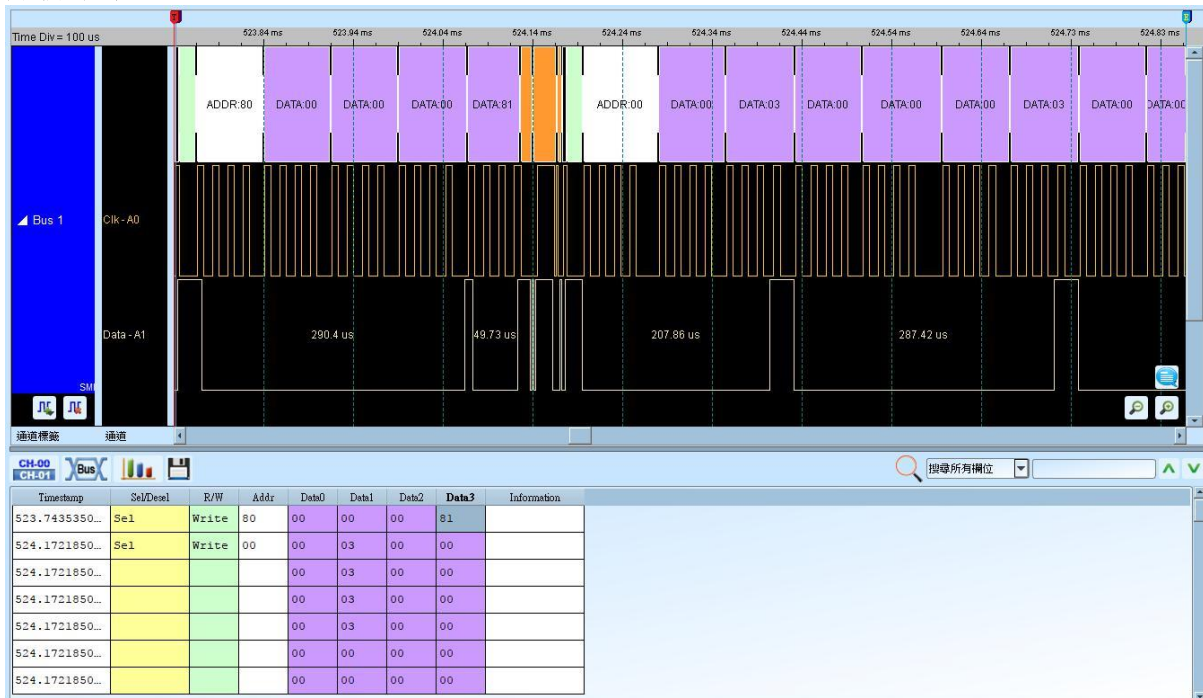 Time Div = 100 us
523.84 ms 523.94 ms 524.04 ms 524.14 ms 524.24 ms 524.34 ms 524.44 ms 524.54 ms 524.64 ms 524.73 ms 524.83 ms
ADDR:80 DATA:00 DATA:00 DATA:00 DATA:81 ADDR:00 DATA:00 DATA:03 DATA:00 DATA:00 DATA:00 DATA:03 DATA:00 DATA:00
Bus 1 Clk - A0
Data - A1 290.4 us 49.73 us 207.86 us 287.42 us
SMI
通道標籤 通道
CH-00
CH-01 Bus 搜尋所有欄位
Timestamp Sel/Desel R/W Addr Data0 Data1 Data2 Data3 Information
523.7435350... Sel Write 80 00 00 00 81
524.1721850... Sel Write 00 00 03 00 00
524.1721850... 00 03 00 00
524.1721850... 00 03 00 00
524.1721850... 00 03 00 00
524.1721850... 00 00 00 00
524.1721850... 00 00 00 00